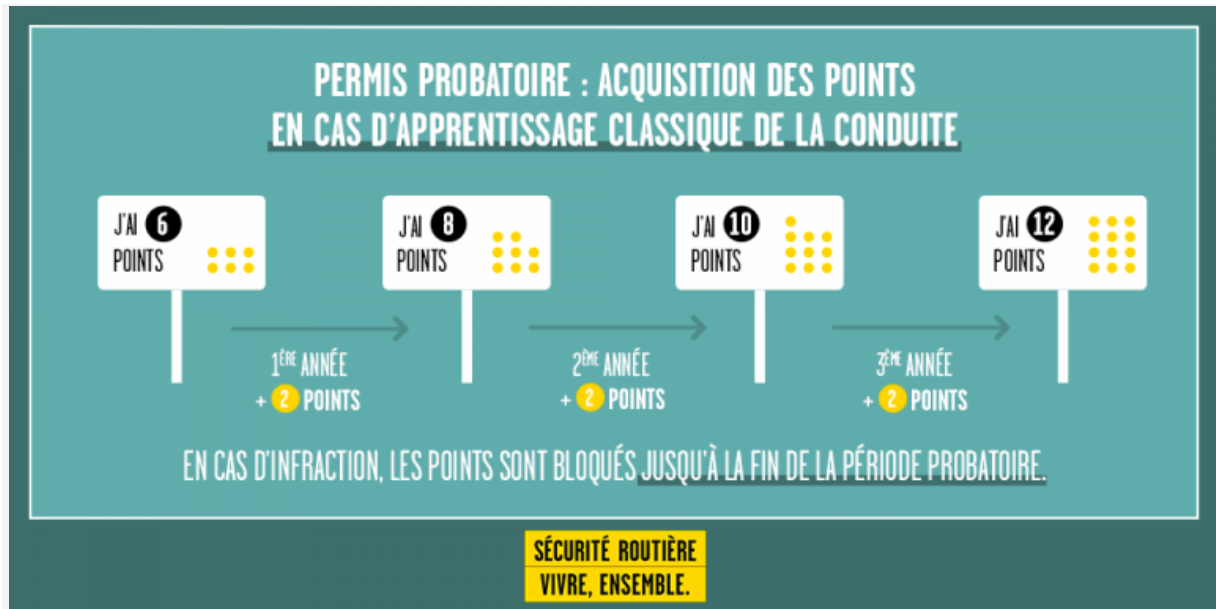 PERMIS PROBATOIRE : ACQUISITION DES POINTS
EN CAS D'APPRENTISSAGE CLASSIQUE DE LA CONDUITE
J'AI 6
POINTS
J'AI 8
POINTS
J'AI 10
POINTS
J'AI 12
POINTS
1ÈRE ANNÉE
+ 2 POINTS
2ÈME ANNÉE
+ 2 POINTS
3ÈME ANNÉE
+ 2 POINTS
EN CAS D'INFRACTION, LES POINTS SONT BLOQUÉS JUSQU'À LA FIN DE LA PÉRIODE PROBATOIRE.
SÉCURITÉ ROUTIÈRE
VIVRE, ENSEMBLE.